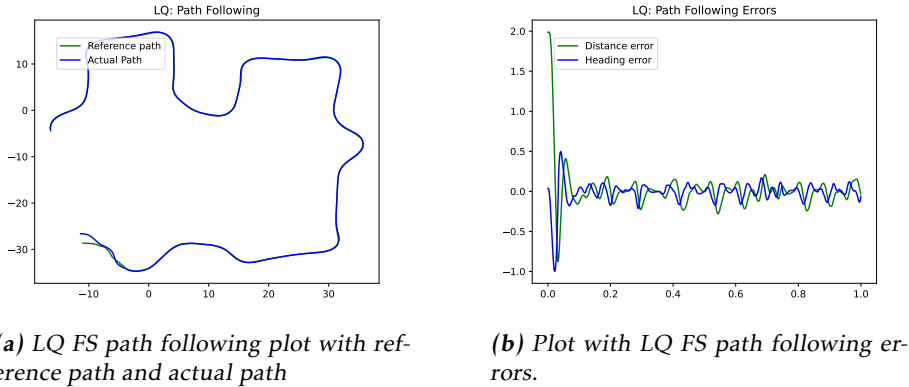 LQ: Path Following
Reference path
Actual Path
10
0
−10
−20
−30
−10
0
10
20
30
(a) LQ FS path following plot with ref-
erence path and actual path
LQ: Path Following Errors
Distance error
Heading error
2.0
1.5
1.0
0.5
0.0
−0.5
−1.0
0.0
0.2
0.4
0.6
0.8
1.0
(b) Plot with LQ FS path following er-
rors.